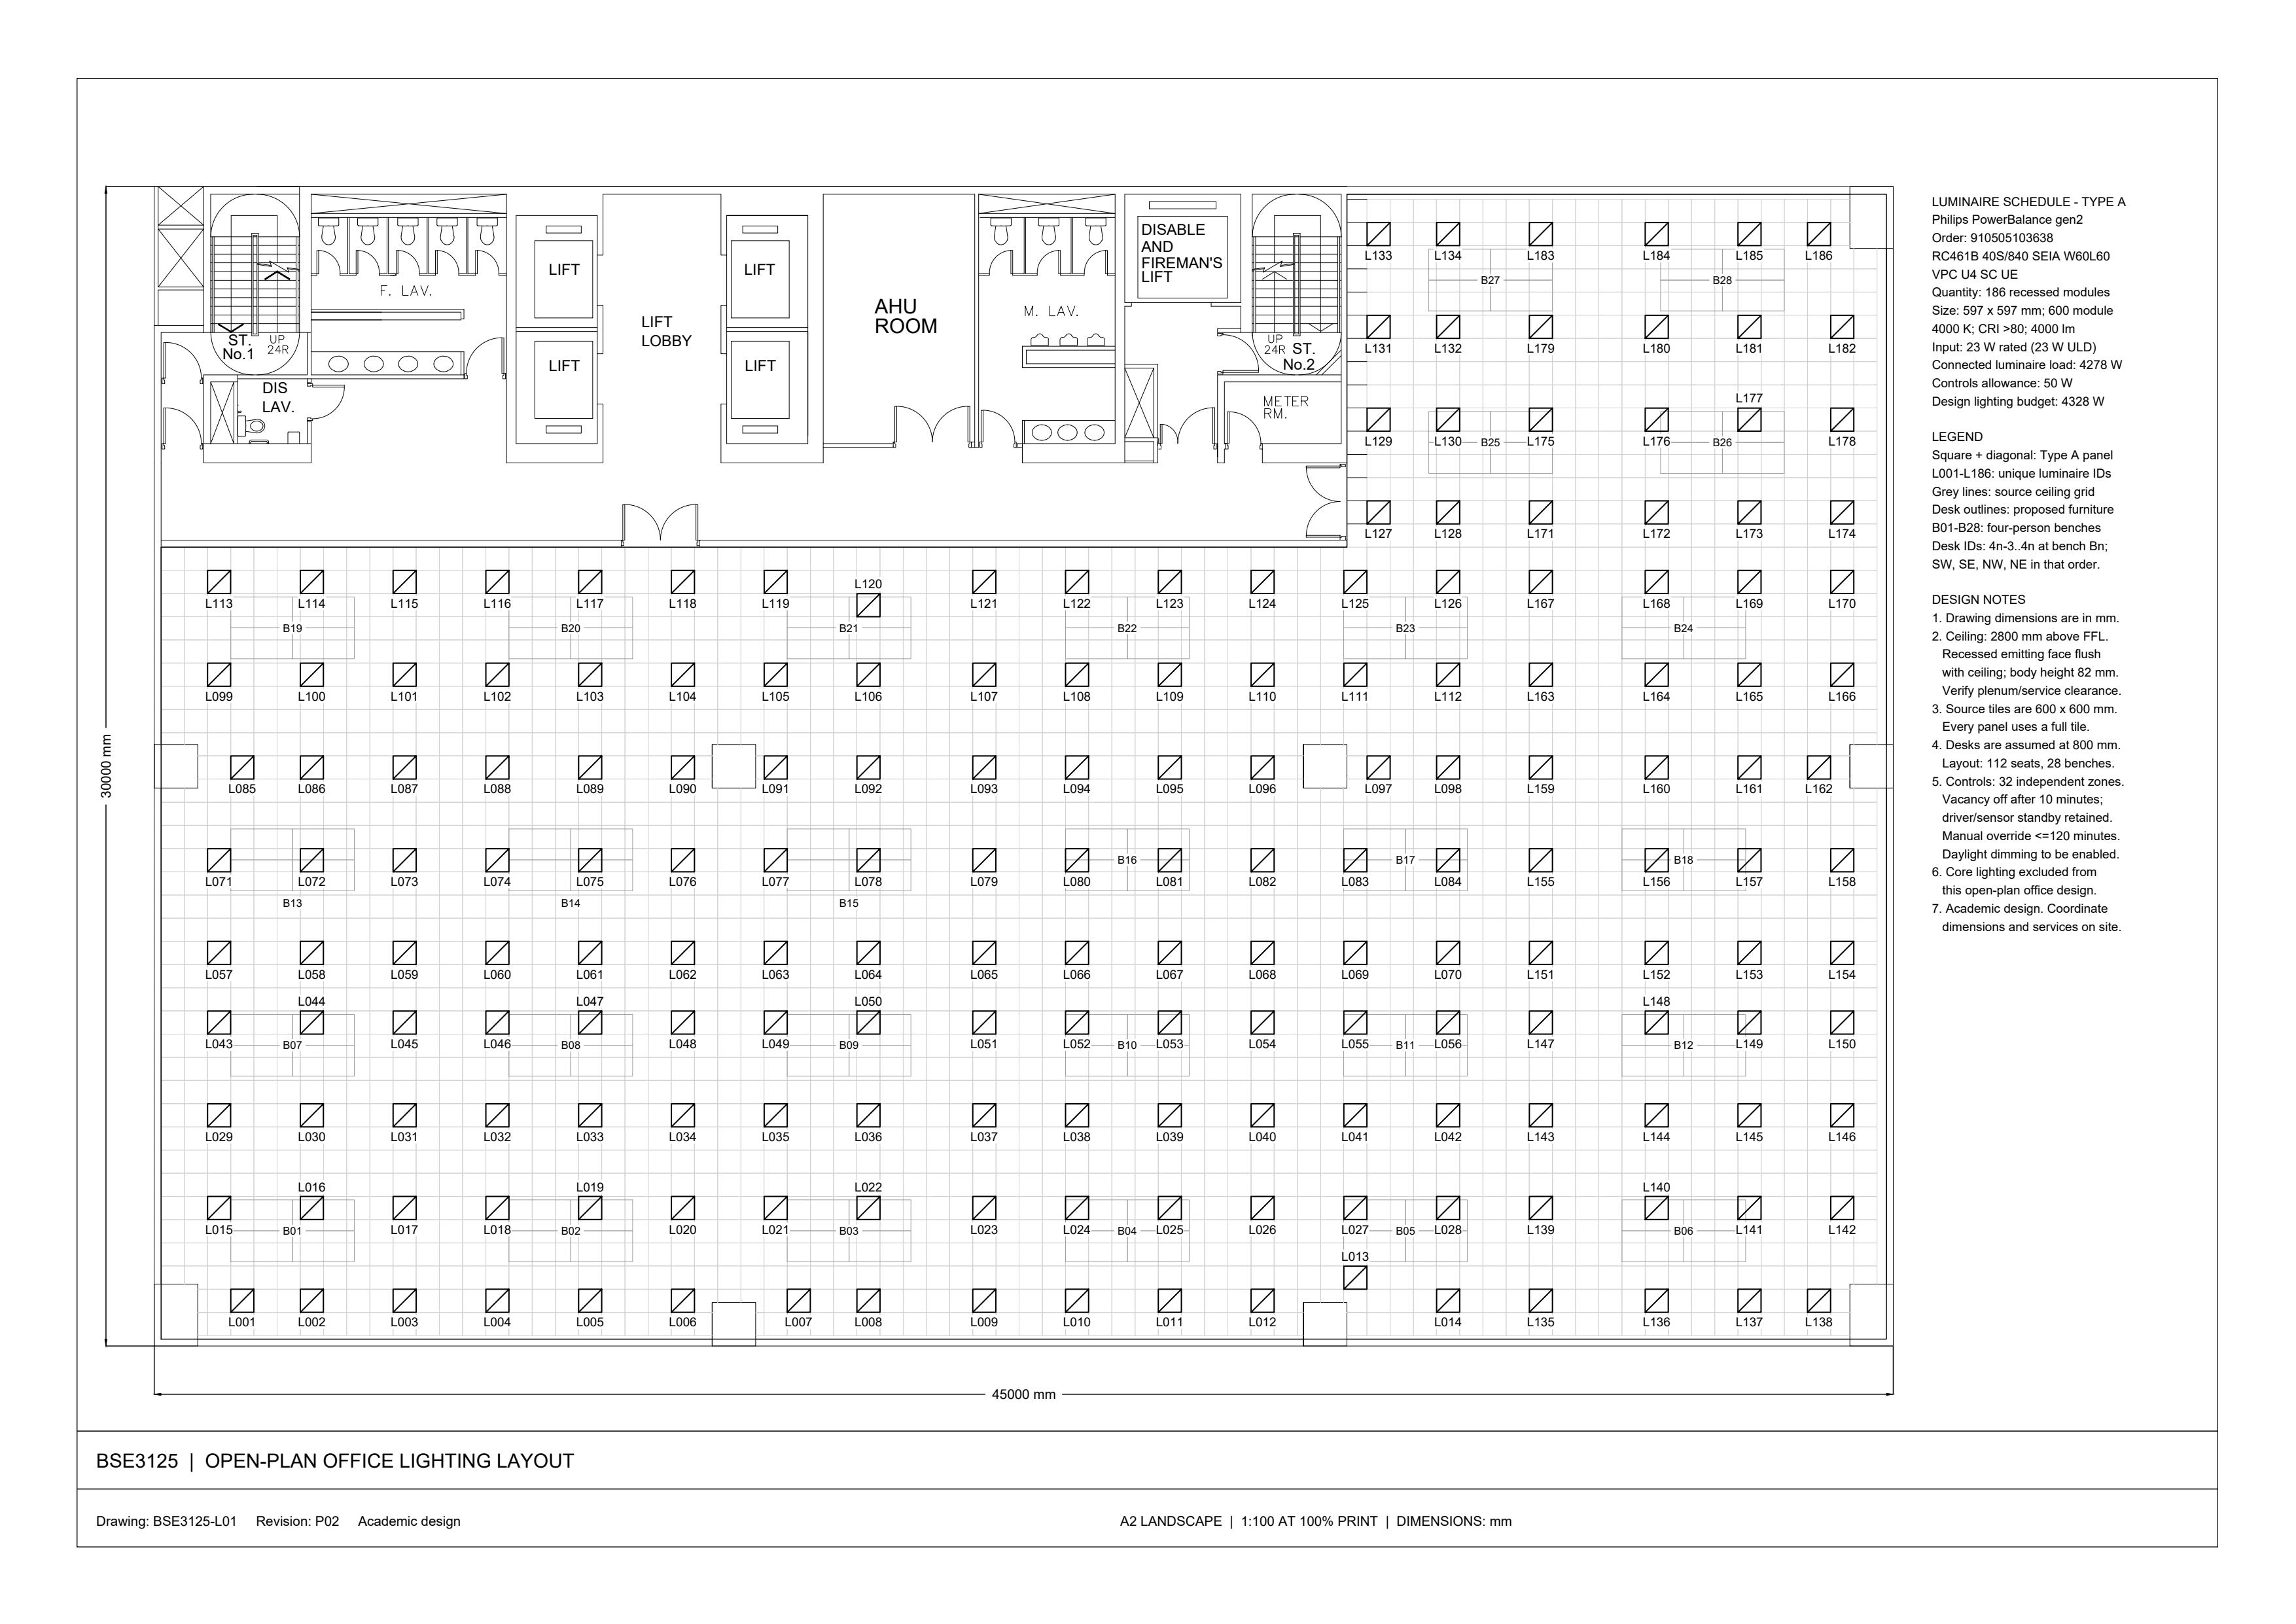 LUMINAIRE SCHEDULE - TYPE A
Philips PowerBalance gen2
Order: 910505103638
RC461B 40S/840 SEIA W60L60
VPC U4 SC UE
Quantity: 186 recessed modules
Size: 597 x 597 mm; 600 module
4000 K; CRI >80; 4000 lm
Input: 23 W rated (23 W ULD)
Connected luminaire load: 4278 W
Controls allowance: 50 W
Design lighting budget: 4328 W
LEGEND
Square + diagonal: Type A panel
L001-L186: unique luminaire IDs
Grey lines: source ceiling grid
Desk outlines: proposed furniture
B01-B28: four-person benches
Desk IDs: 4n-3..4n at bench Bn;
SW, SE, NW, NE in that order.
DESIGN NOTES
1. Drawing dimensions are in mm.
2. Ceiling: 2800 mm above FFL.
Recessed emitting face flush
with ceiling; body height 82 mm.
Verify plenum/service clearance.
3. Source tiles are 600 x 600 mm.
Every panel uses a full tile.
4. Desks are assumed at 800 mm.
Layout: 112 seats, 28 benches.
5. Controls: 32 independent zones.
Vacancy off after 10 minutes;
driver/sensor standby retained.
Manual override <=120 minutes.
Daylight dimming to be enabled.
6. Core lighting excluded from
this open-plan office design.
7. Academic design. Coordinate
dimensions and services on site.
ST.
No.1
UP
24R
F. LAV.
DIS
LAV.
LIFT
LIFT
LIFT
LOBBY
LIFT
LIFT
AHU
ROOM
M. LAV.
DISABLE
AND
FIREMAN'S
LIFT
UP
24R
ST.
No.2
METER
RM.
L133 L134 L183 L184 L185 L186
B27 B28
L131 L132 L179 L180 L181 L182
L177
L129 L130 B25 L175 L176 B26 L178
L127 L128 L171 L172 L173 L174
L120
L113 L114 L115 L116 L117 L118 L119 L121 L122 L123 L124 L125 L126 L167 L168 L169 L170
B19 B20 B21 B22 B23 B24
L099 L100 L101 L102 L103 L104 L105 L106 L107 L108 L109 L110 L111 L112 L163 L164 L165 L166
30000 mm
L085 L086 L087 L088 L089 L090 L091 L092 L093 L094 L095 L096 L097 L098 L159 L160 L161 L162
B16 B17 B18
L071 L072 L073 L074 L075 L076 L077 L078 L079 L080 L081 L082 L083 L084 L155 L156 L157 L158
B13 B14 B15
L057 L058 L059 L060 L061 L062 L063 L064 L065 L066 L067 L068 L069 L070 L151 L152 L153 L154
L044 L047 L050 L148
L043 B07 L045 L046 B08 L048 L049 B09 L051 L052 B10 L053 L054 L055 B11 L056 L147 B12 L149 L150
L029 L030 L031 L032 L033 L034 L035 L036 L037 L038 L039 L040 L041 L042 L143 L144 L145 L146
L016 L019 L022 L140
L015 B01 L017 L018 B02 L020 L021 B03 L023 L024 B04 L025 L026 L027 B05 L028 L139 B06 L141 L142
L013
L001 L002 L003 L004 L005 L006 L007 L008 L009 L010 L011 L012 L014 L135 L136 L137 L138
45000 mm
BSE3125 | OPEN-PLAN OFFICE LIGHTING LAYOUT
Drawing: BSE3125-L01 Revision: P02 Academic design
A2 LANDSCAPE | 1:100 AT 100% PRINT | DIMENSIONS: mm